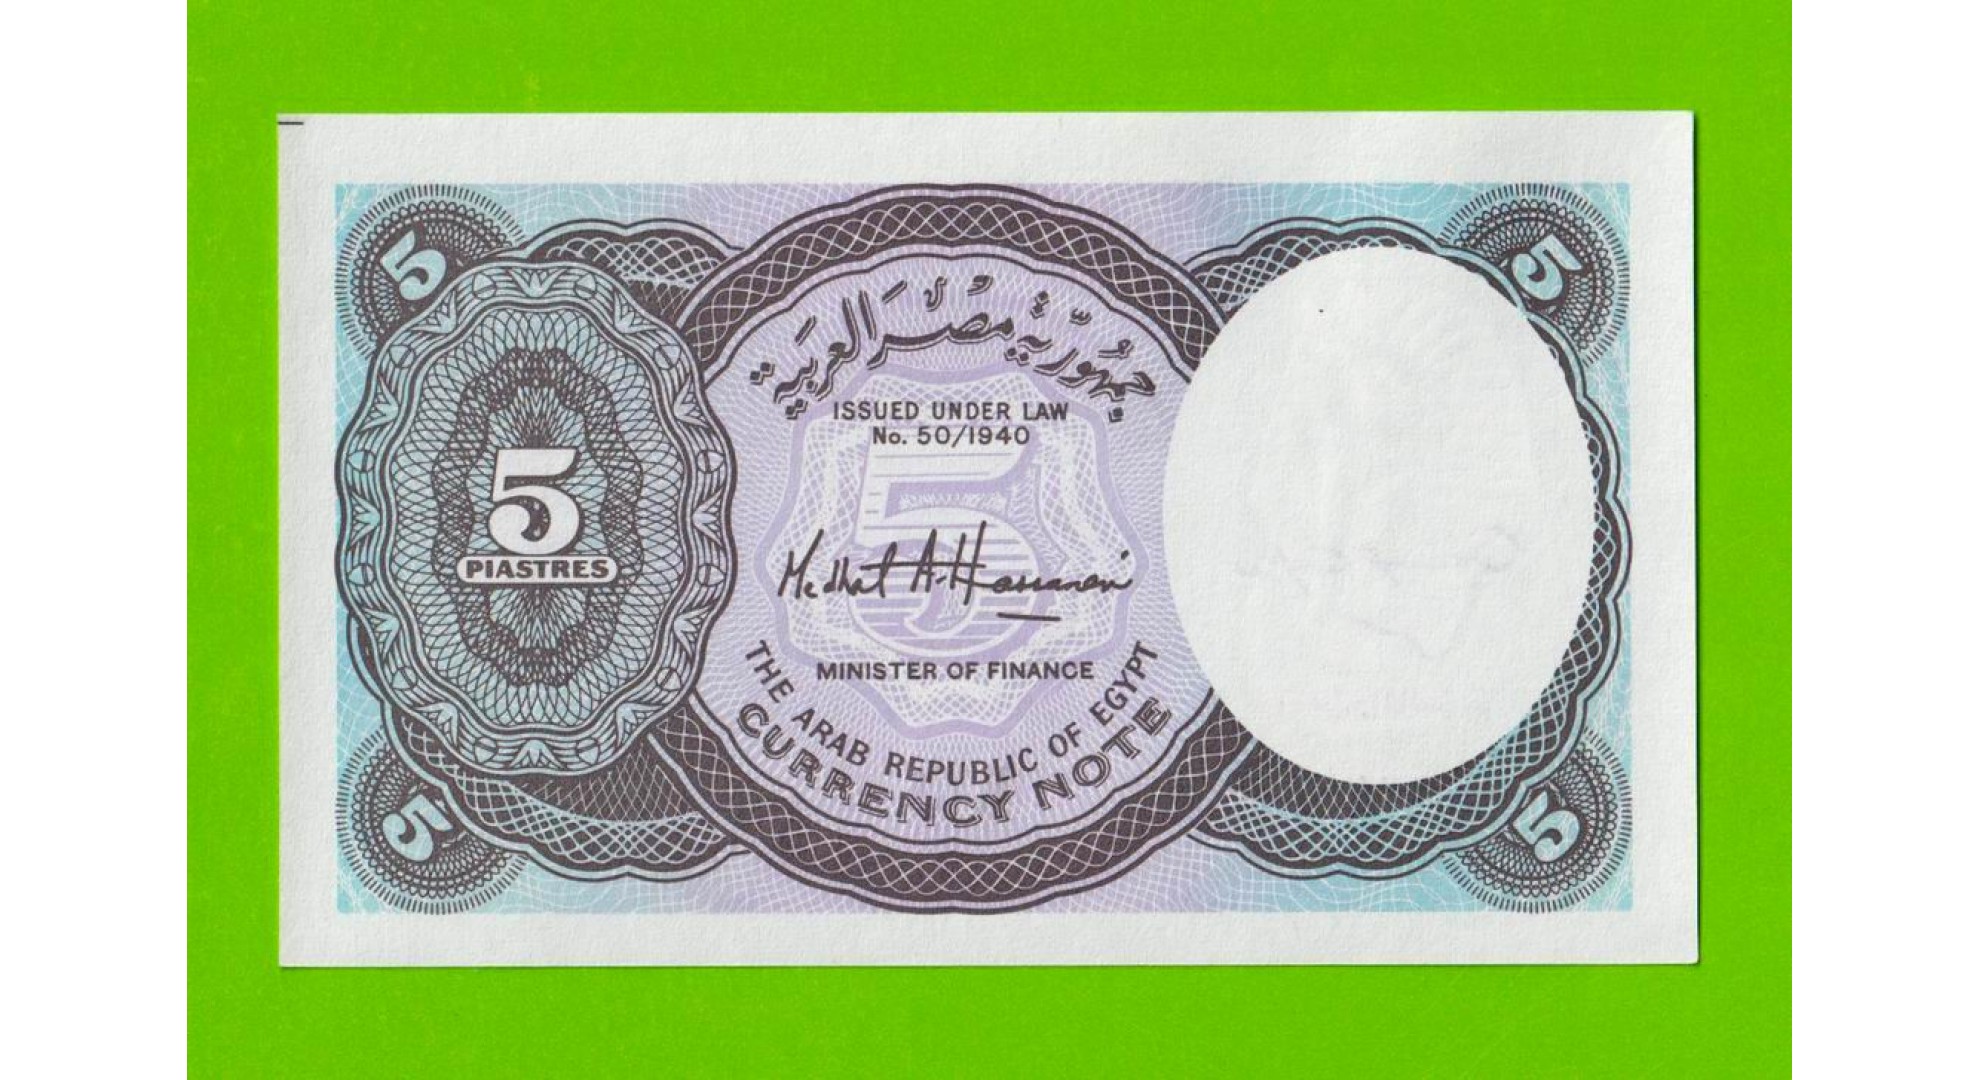 5
5
جمهورية مصر العربية
ISSUED UNDER LAW
No. 50/1940
5
5
PIASTRES
Medhat A. Hassanein
MINISTER OF FINANCE
THE ARAB REPUBLIC OF EGYPT
CURRENCY NOTE
5
5